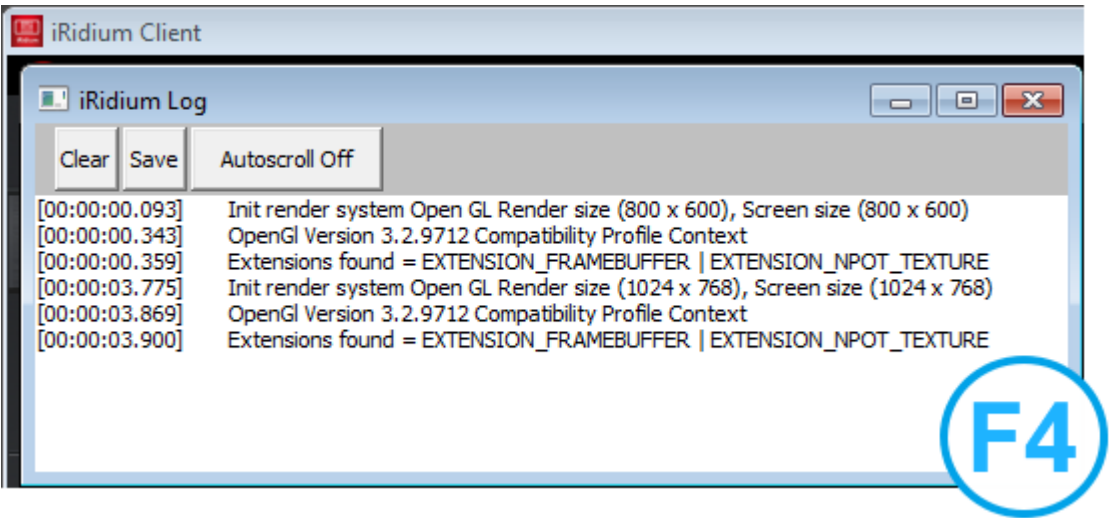 iRidium Client
iRidium Log
Clear Save Autoscroll Off
[00:00:00.093] Init render system Open GL Render size (800 x 600), Screen size (800 x 600)
[00:00:00.343] OpenGl Version 3.2.9712 Compatibility Profile Context
[00:00:00.359] Extensions found = EXTENSION_FRAMEBUFFER | EXTENSION_NPOT_TEXTURE
[00:00:03.775] Init render system Open GL Render size (1024 x 768), Screen size (1024 x 768)
[00:00:03.869] OpenGl Version 3.2.9712 Compatibility Profile Context
[00:00:03.900] Extensions found = EXTENSION_FRAMEBUFFER | EXTENSION_NPOT_TEXTURE
F4